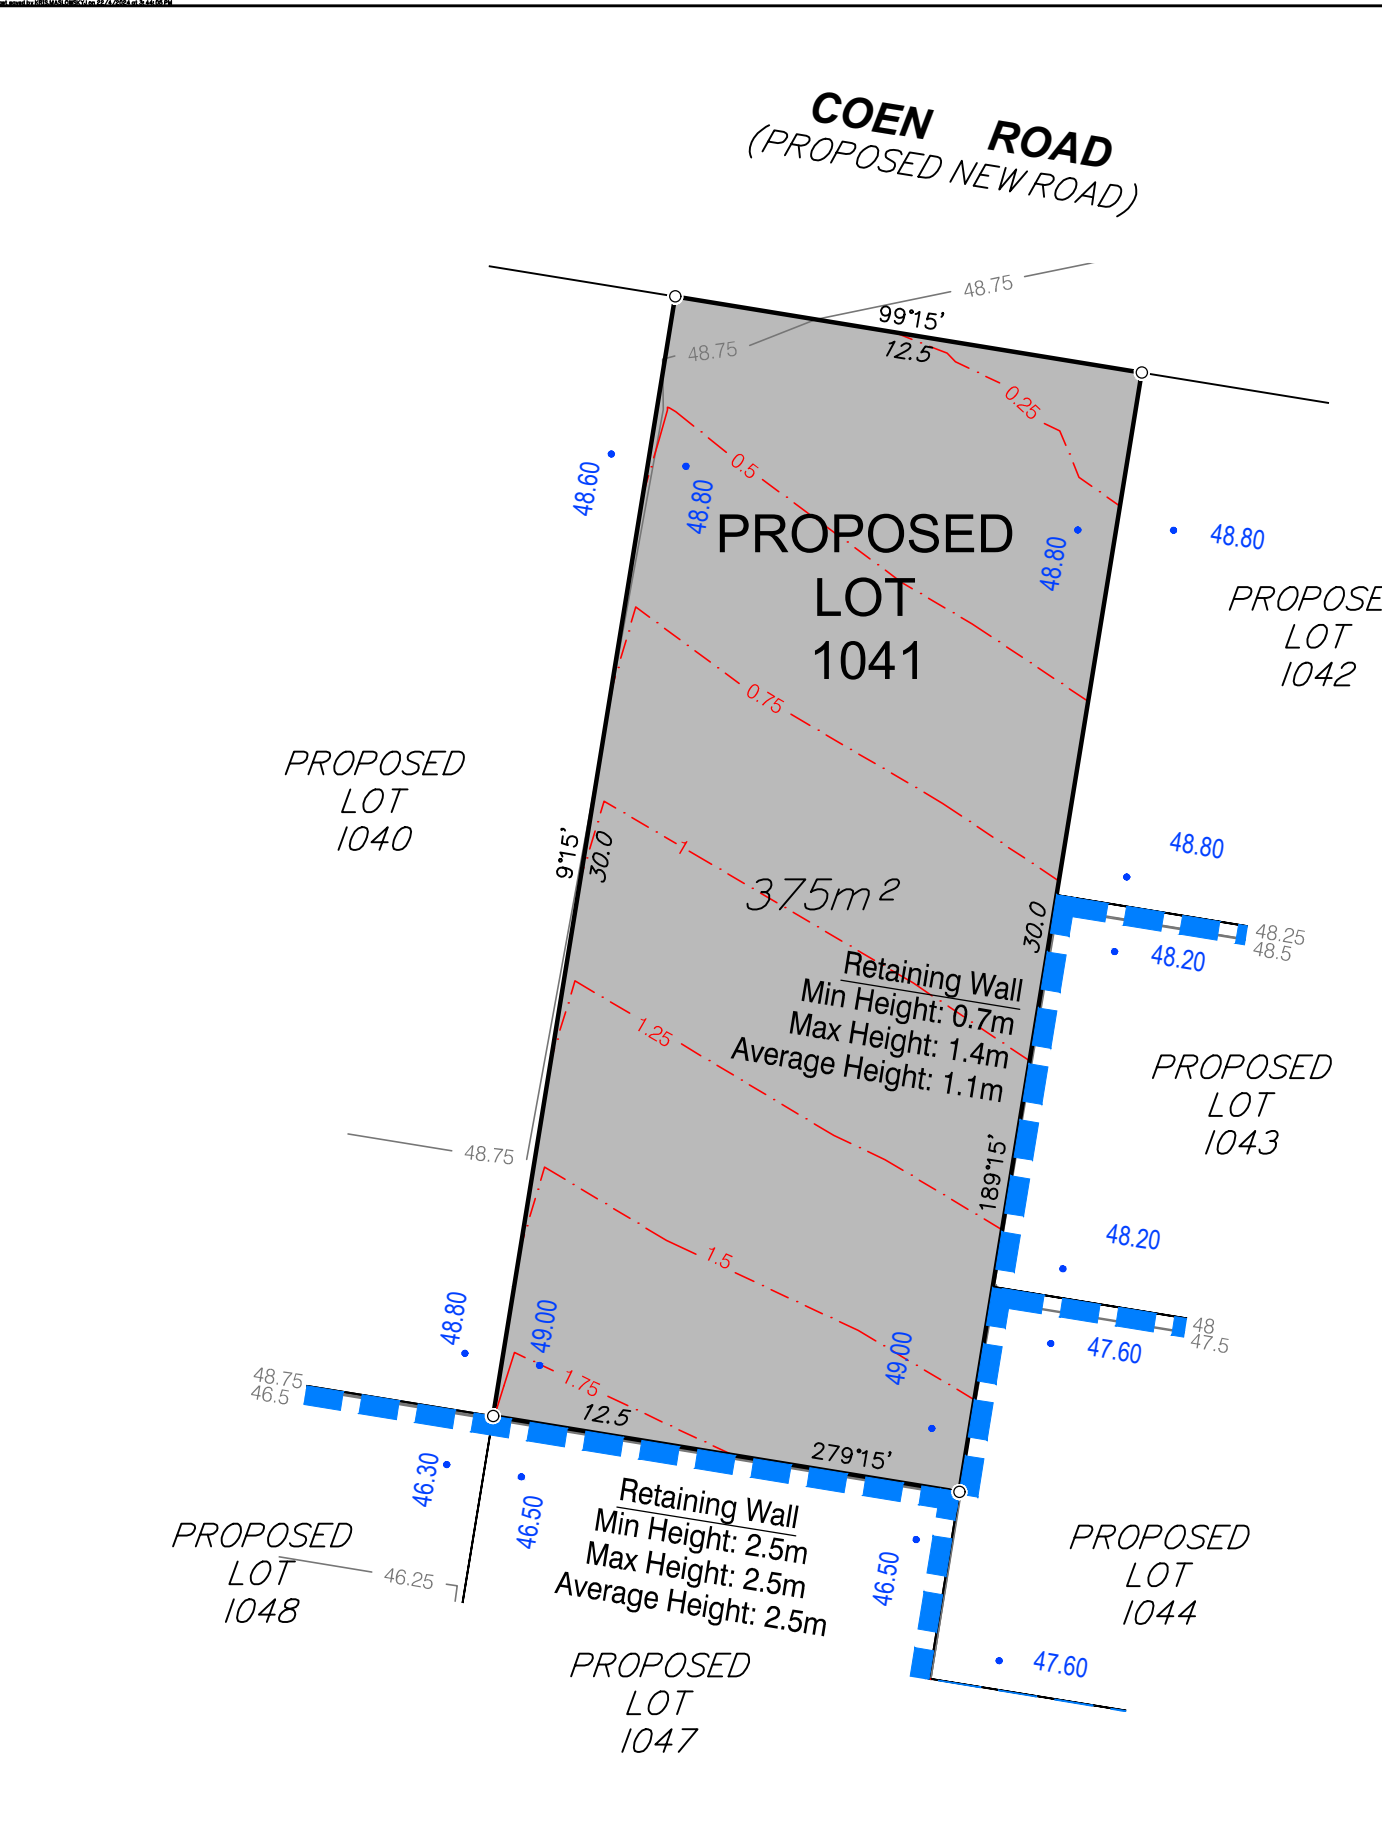 COEN ROAD
(PROPOSED NEW ROAD)
48.75
99°15'
48.75
12.5
0.25
0.5
48.60
48.80
PROPOSED
LOT
1041
48.80
48.80
PROPOSE
LOT
1042
0.75
PROPOSED
LOT
1040
9°15'
30.0
1
375m²
48.80
30.0
48.25
48.5
48.20
Retaining Wall
Min Height: 0.7m
Max Height: 1.4m
Average Height: 1.1m
1.25
PROPOSED
LOT
1043
48.75
189°15'
48.20
1.5
48.80
49.00
49.00
48
47.5
47.60
48.75
46.5
1.75
12.5
279°15'
46.30
46.50
Retaining Wall
Min Height: 2.5m
Max Height: 2.5m
Average Height: 2.5m
46.50
PROPOSED
LOT
1048
46.25
PROPOSED
LOT
1044
PROPOSED
LOT
1047
47.60